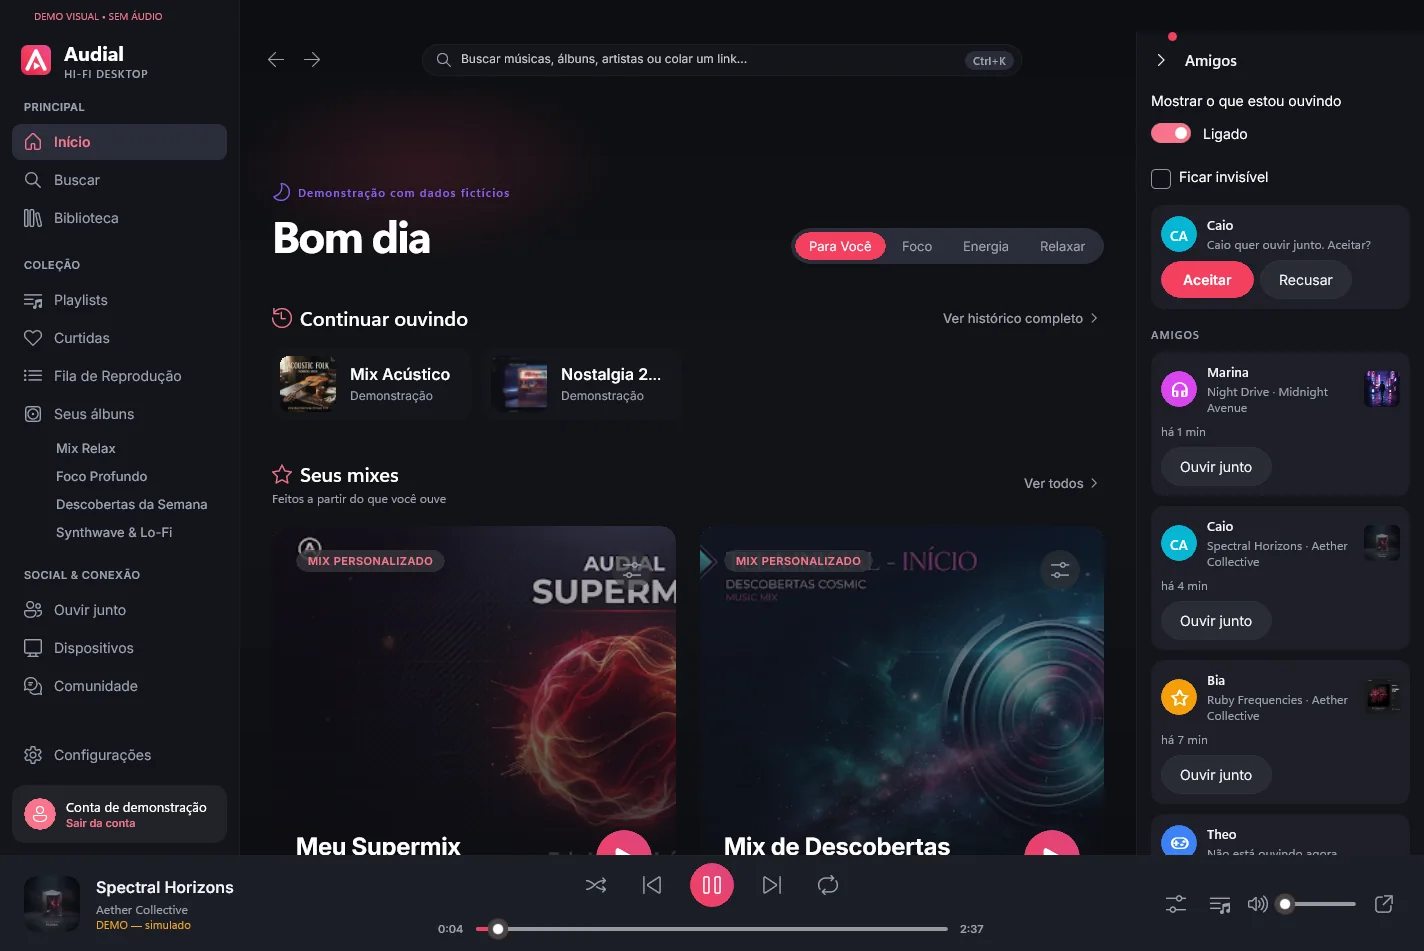 DEMO VISUAL • SEM ÁUDIO
Audial
HI-FI DESKTOP
PRINCIPAL
Início
Buscar
Biblioteca
COLEÇÃO
Playlists
Curtidas
Fila de Reprodução
Seus álbuns
Mix Relax
Foco Profundo
Descobertas da Semana
Synthwave & Lo-Fi
SOCIAL & CONEXÃO
Ouvir junto
Dispositivos
Comunidade
Configurações
Conta de demonstração
Sair da conta
Buscar músicas, álbuns, artistas ou colar um link...
Ctrl+K
Demonstração com dados fictícios
Bom dia
Para Você
Foco
Energia
Relaxar
Continuar ouvindo
Ver histórico completo
ACOUSTIC FOLK
Mix Acústico
Demonstração
Nostalgia 2...
Demonstração
Seus mixes
Feitos a partir do que você ouve
Ver todos
MIX PERSONALIZADO
AUDIAL
SUPERM
Meu Supermix
MIX PERSONALIZADO
- INÍCIO
DESCOBERTAS COSMIC
MUSIC MIX
Mix de Descobertas
Amigos
Mostrar o que estou ouvindo
Ligado
Ficar invisível
CA
Caio
Caio quer ouvir junto. Aceitar?
Aceitar
Recusar
AMIGOS
Marina
Night Drive · Midnight
Avenue
há 1 min
Ouvir junto
CA
Caio
Spectral Horizons · Aether
Collective
há 4 min
Ouvir junto
Bia
Ruby Frequencies · Aether
Collective
há 7 min
Ouvir junto
Theo
Não está ouvindo agora
Spectral Horizons
Aether Collective
DEMO — simulado
0:04
2:37